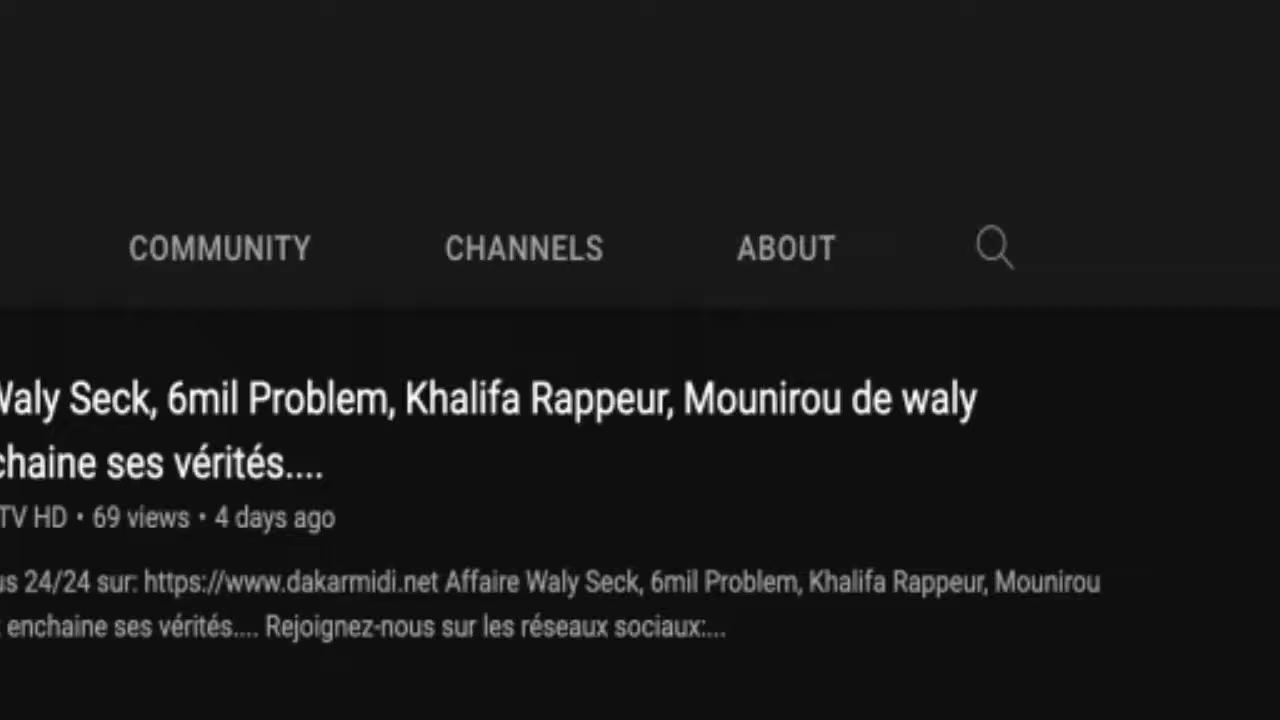 COMMUNITY CHANNELS ABOUT
Waly Seck, 6mil Problem, Khalifa Rappeur, Mounirou de waly
chaine ses vérités....
TV HD • 69 views • 4 days ago
us 24/24 sur: https://www.dakarmidi.net Affaire Waly Seck, 6mil Problem, Khalifa Rappeur, Mounirou
enchaine ses vérités.... Rejoignez-nous sur les réseaux sociaux:...